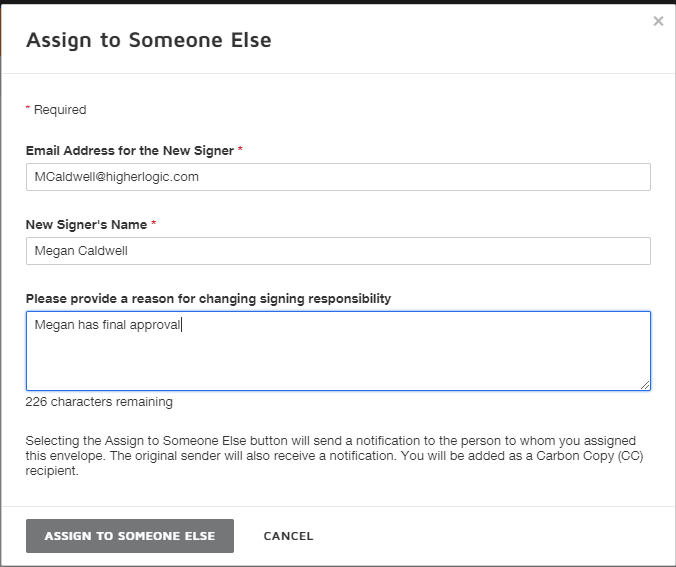 ×
Assign to Someone Else
* Required
Email Address for the New Signer *
MCaldwell@higherlogic.com
New Signer's Name *
Megan Caldwell
Please provide a reason for changing signing responsibility
Megan has final approval
226 characters remaining
Selecting the Assign to Someone Else button will send a notification to the person to whom you assigned
this envelope. The original sender will also receive a notification. You will be added as a Carbon Copy (CC)
recipient.
ASSIGN TO SOMEONE ELSE CANCEL